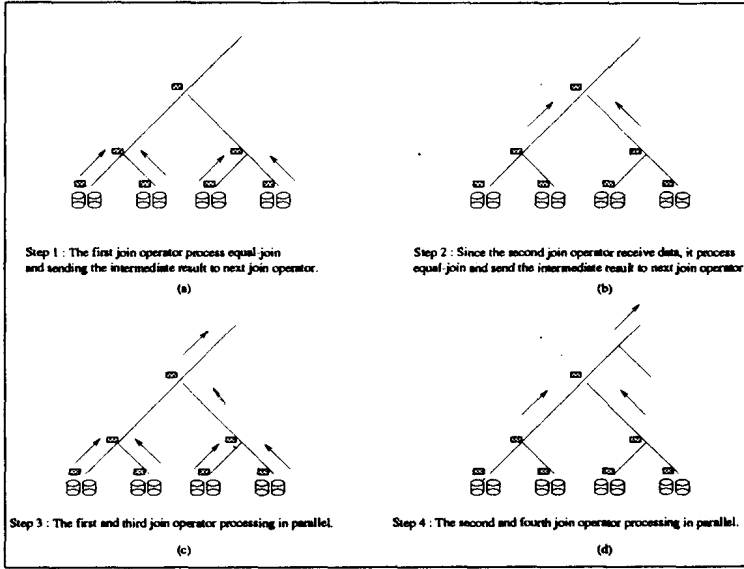 Step 1 : The first join operator process equal-join
and sending the intermediate result to next join operator.
(a)
Step 2 : Since the second join operator receive data, it process
equal-join and send the intermediate result to next join operator
(b)
Step 3 : The first and third join operator processing in parallel.
(c)
Step 4 : The second and fourth join operator processing in parallel.
(d)